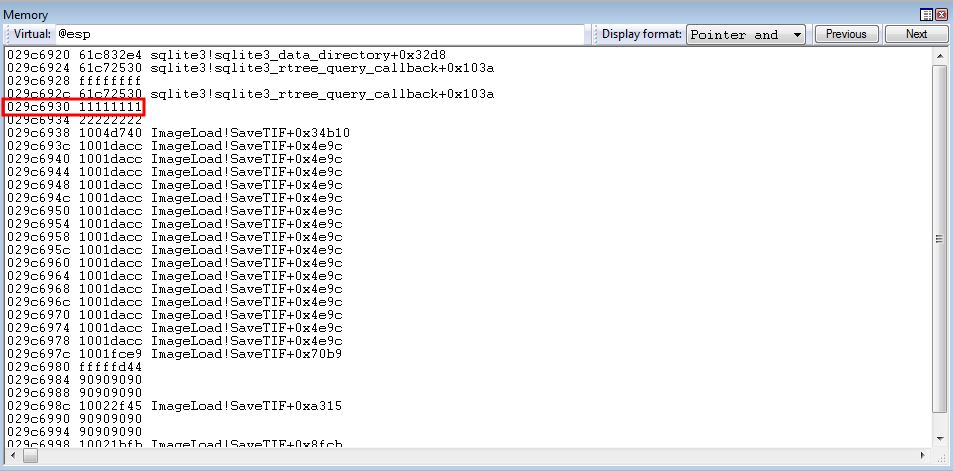 Memory
Virtual: @esp Display format: Pointer and Previous Next
029c6920 61c832e4 sqlite3!sqlite3_data_directory+0x32d8
029c6924 61c72530 sqlite3!sqlite3_rtree_query_callback+0x103a
029c6928 ffffffff
029c692c 61c72530 sqlite3!sqlite3_rtree_query_callback+0x103a
029c6930 11111111
029c6934 22222222
029c6938 1004d740 ImageLoad!SaveTIF+0x34b10
029c693c 1001dacc ImageLoad!SaveTIF+0x4e9c
029c6940 1001dacc ImageLoad!SaveTIF+0x4e9c
029c6944 1001dacc ImageLoad!SaveTIF+0x4e9c
029c6948 1001dacc ImageLoad!SaveTIF+0x4e9c
029c694c 1001dacc ImageLoad!SaveTIF+0x4e9c
029c6950 1001dacc ImageLoad!SaveTIF+0x4e9c
029c6954 1001dacc ImageLoad!SaveTIF+0x4e9c
029c6958 1001dacc ImageLoad!SaveTIF+0x4e9c
029c695c 1001dacc ImageLoad!SaveTIF+0x4e9c
029c6960 1001dacc ImageLoad!SaveTIF+0x4e9c
029c6964 1001dacc ImageLoad!SaveTIF+0x4e9c
029c6968 1001dacc ImageLoad!SaveTIF+0x4e9c
029c696c 1001dacc ImageLoad!SaveTIF+0x4e9c
029c6970 1001dacc ImageLoad!SaveTIF+0x4e9c
029c6974 1001dacc ImageLoad!SaveTIF+0x4e9c
029c6978 1001dacc ImageLoad!SaveTIF+0x4e9c
029c697c 1001fce9 ImageLoad!SaveTIF+0x70b9
029c6980 fffffd44
029c6984 90909090
029c6988 90909090
029c698c 10022f45 ImageLoad!SaveTIF+0xa315
029c6990 90909090
029c6994 90909090
029c6998 10021bfb ImageLoad!SaveTIF+0x8fcb